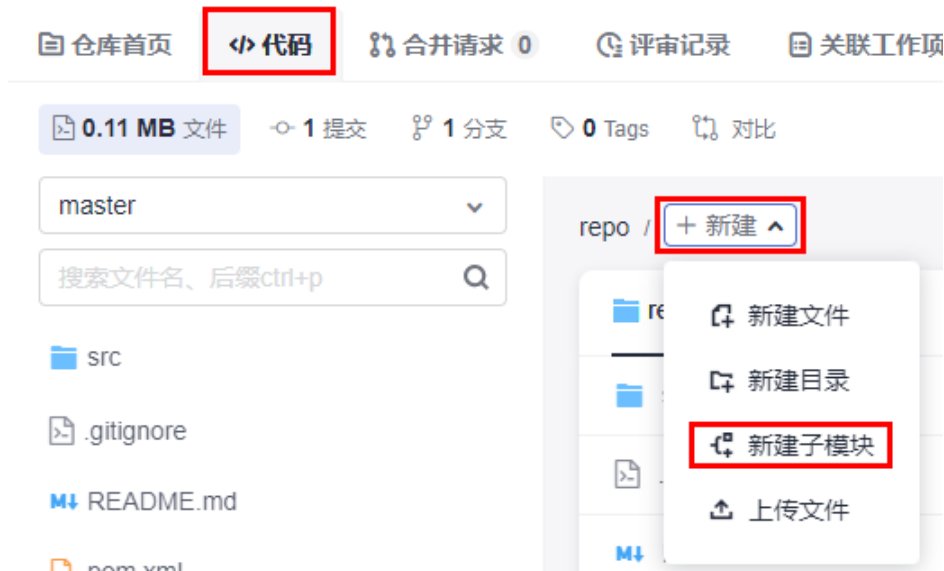 仓库首页 </> 代码 合并请求 0 评审记录 关联工作项
0.11 MB 文件 1 提交 1 分支 0 Tags 对比
master
repo / + 新建
搜索文件名、后缀ctrl+p
新建文件
src
新建目录
.gitignore
新建子模块
README.md
上传文件
pom.xml